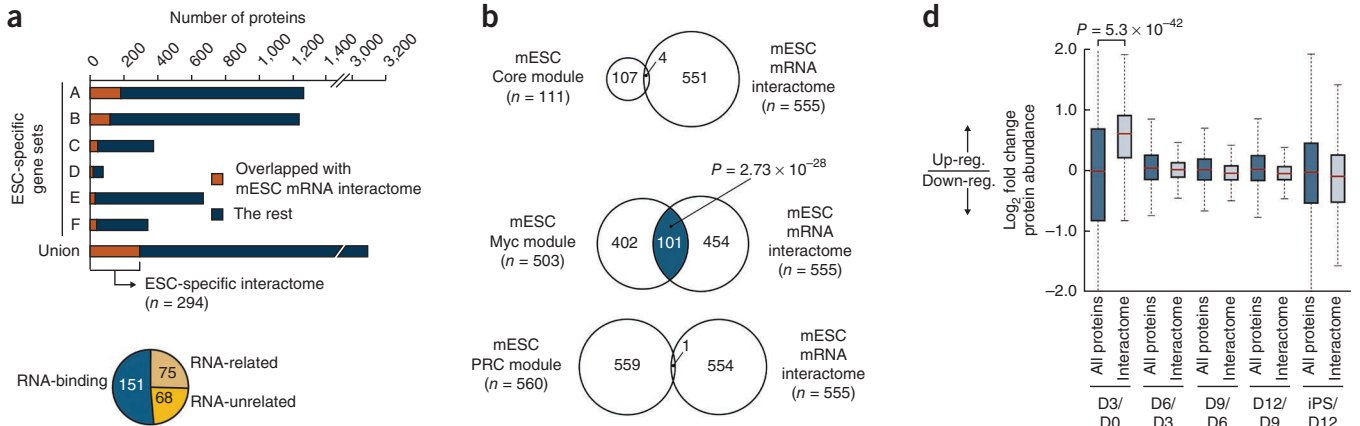 a
Number of proteins
0
200
400
600
800
1,000
1,200
1,400
3,000
3,200
ESC-specific
gene sets
A
B
C
D
E
F
Union
Overlapped with
mESC mRNA interactome
The rest
ESC-specific interactome
(n = 294)
RNA-binding
151
75
RNA-related
68
RNA-unrelated
b
mESC
Core module
(n = 111)
107
4
551
mESC
mRNA
interactome
(n = 555)
P = 2.73 × 10−28
mESC
Myc module
(n = 503)
402
101
454
mESC
mRNA
interactome
(n = 555)
mESC
PRC module
(n = 560)
559
1
554
mESC
mRNA
interactome
(n = 555)
d
P = 5.3 × 10−42
Up-reg.
Down-reg.
Log2 fold change
protein abundance
2.0
1.0
0
−1.0
−2.0
All proteins
Interactome
All proteins
Interactome
All proteins
Interactome
All proteins
Interactome
All proteins
Interactome
D3/
D0
D6/
D3
D9/
D6
D12/
D9
iPS/
D12